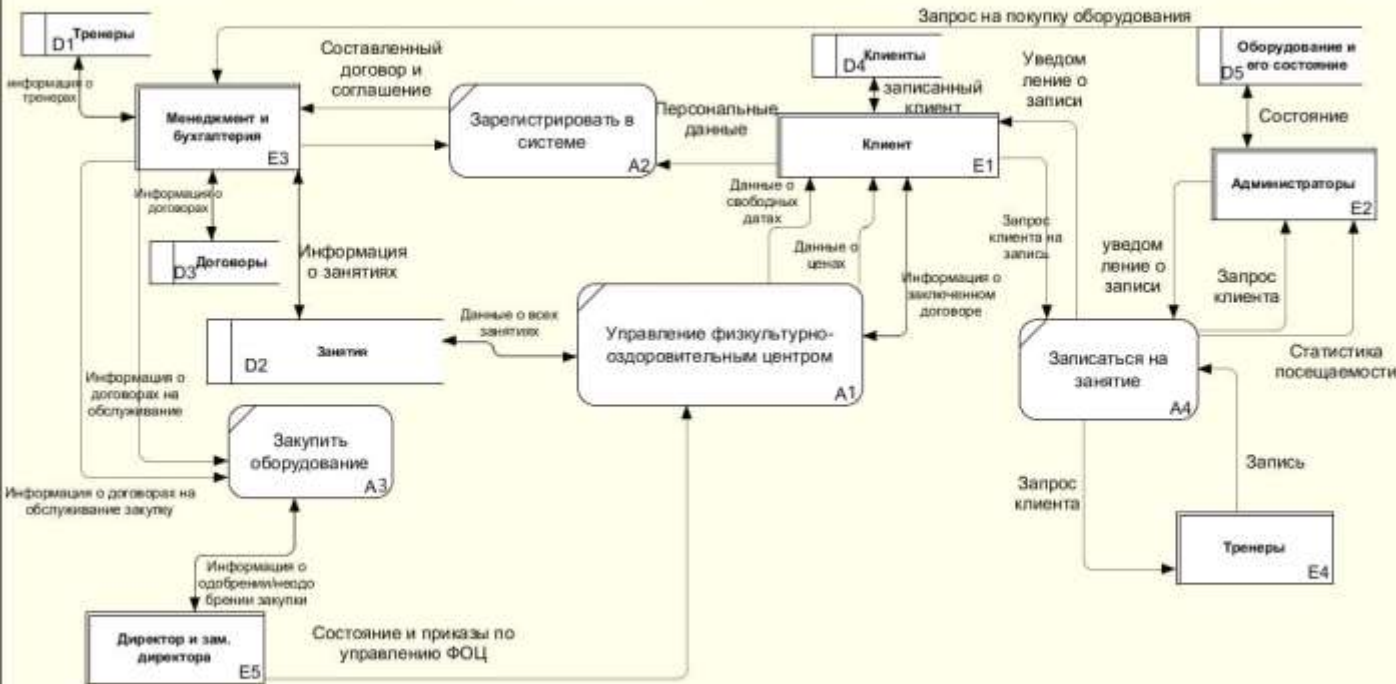 Запрос на покупку оборудования
D1
Тренеры
информация о
тренерах
Составленный
договор и
соглашение
D4
Клиенты
записанный
клиент
Уведом
ление о
записи
D5
Оборудование и
его состояние
Состояние
Менеджмент и
бухгалтерия
E3
Зарегистрировать в
системе
A2
Персональные
данные
Клиент
E1
Администраторы
E2
Информация о
договорах
D3
Договоры
Информация
о занятиях
Данные о
свободных
датах
Данные о
ценах
Информация о
заключенном
договоре
Запрос
клиента на
запись
уведом
ление о
записи
Запрос
клиента
Статистика
посещаемости
D2
Занятия
Данные о всех
занятиях
Управление физкультурно-
оздоровительным центром
A1
Записаться на
занятие
A4
Информация о
договорах на
обслуживание
Закупить
оборудование
A3
Информация о договорах на
обслуживание закупку
Запрос
клиента
Запись
Тренеры
E4
Информация о
одобрении/неодо
брении закупки
Директор и зам.
директора
E5
Состояние и приказы по
управлению ФОЦ